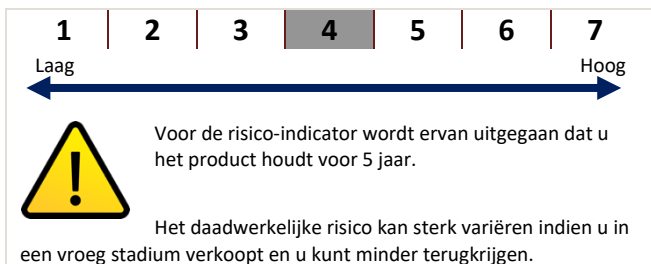 1 2 3 4 5 6 7
Laag Hoog
Voor de risico-indicator wordt ervan uitgegaan dat u
het product houdt voor 5 jaar.
Het daadwerkelijke risico kan sterk variëren indien u in
een vroeg stadium verkoopt en u kunt minder terugkrijgen.